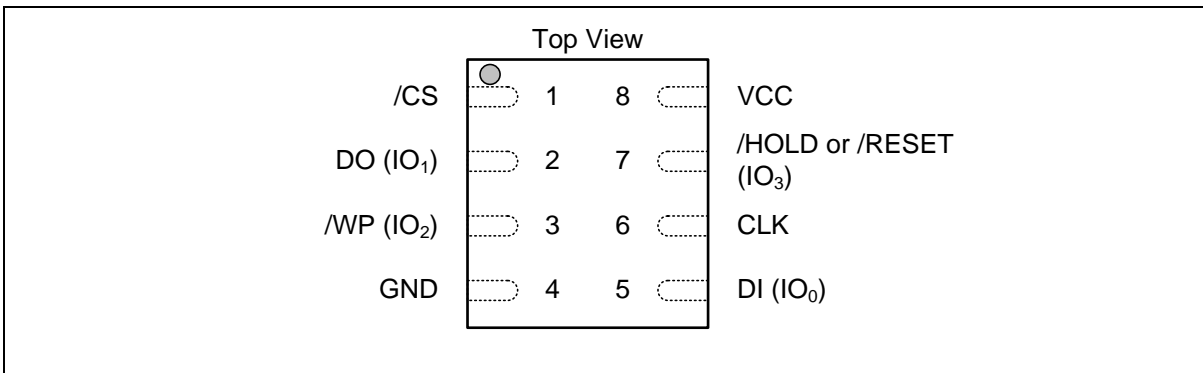 Top View
/CS 1 8 VCC
DO (IO₁) 2 7 /HOLD or /RESET
(IO₃)
/WP (IO₂) 3 6 CLK
GND 4 5 DI (IO₀)